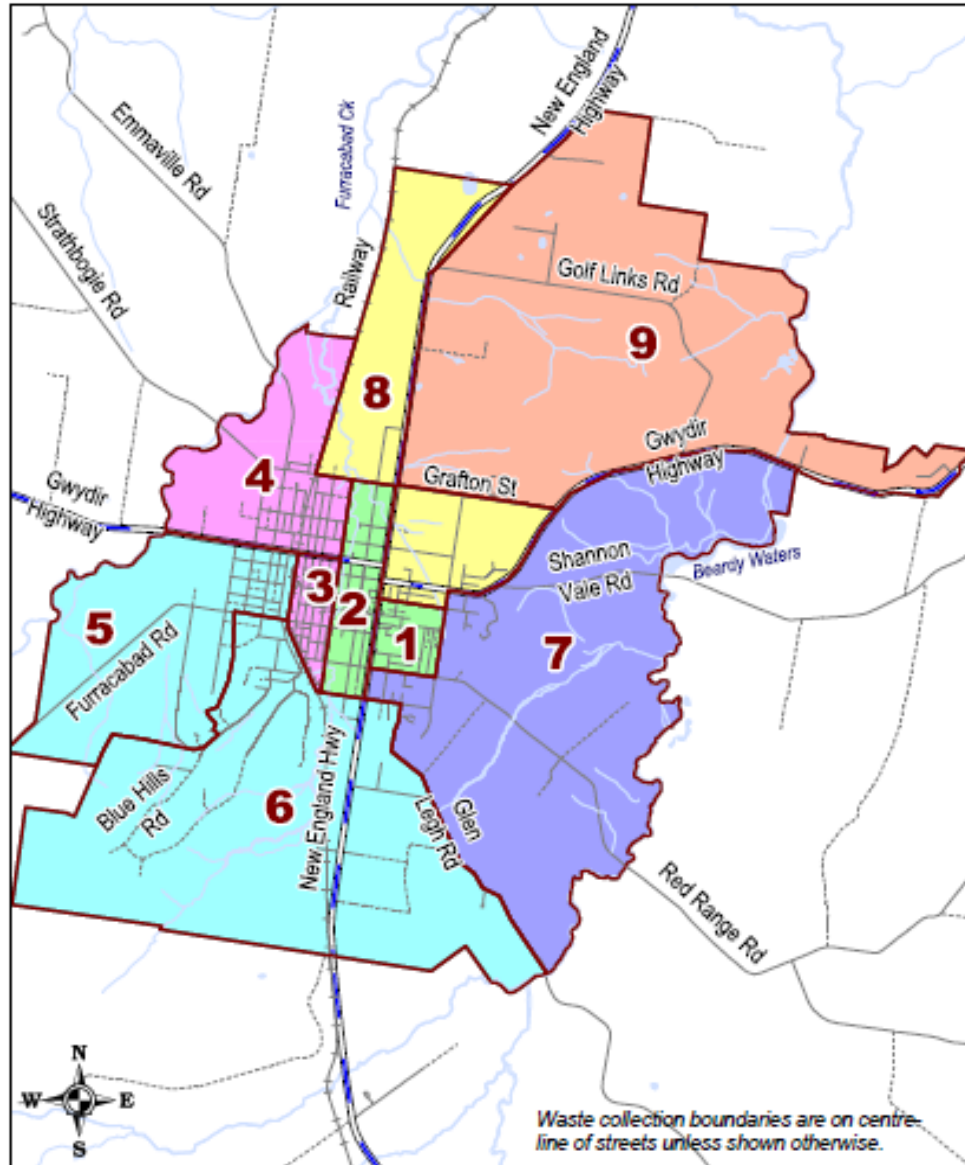 New England
Highway
Furracabad Ck
Emmaville Rd
Strathbogie Rd
Railway
Golf Links Rd
9
8
Gwydir
Highway
4
Grafton St
Gwydir
Highway
Shannon
Vale Rd
Beardy Waters
3
2
1
5
7
Furracabad Rd
Blue Hills
Rd
6
New England Hwy
Glen
Legh Rd
Red Range Rd
N
W
E
S
Waste collection boundaries are on centre-
line of streets unless shown otherwise.